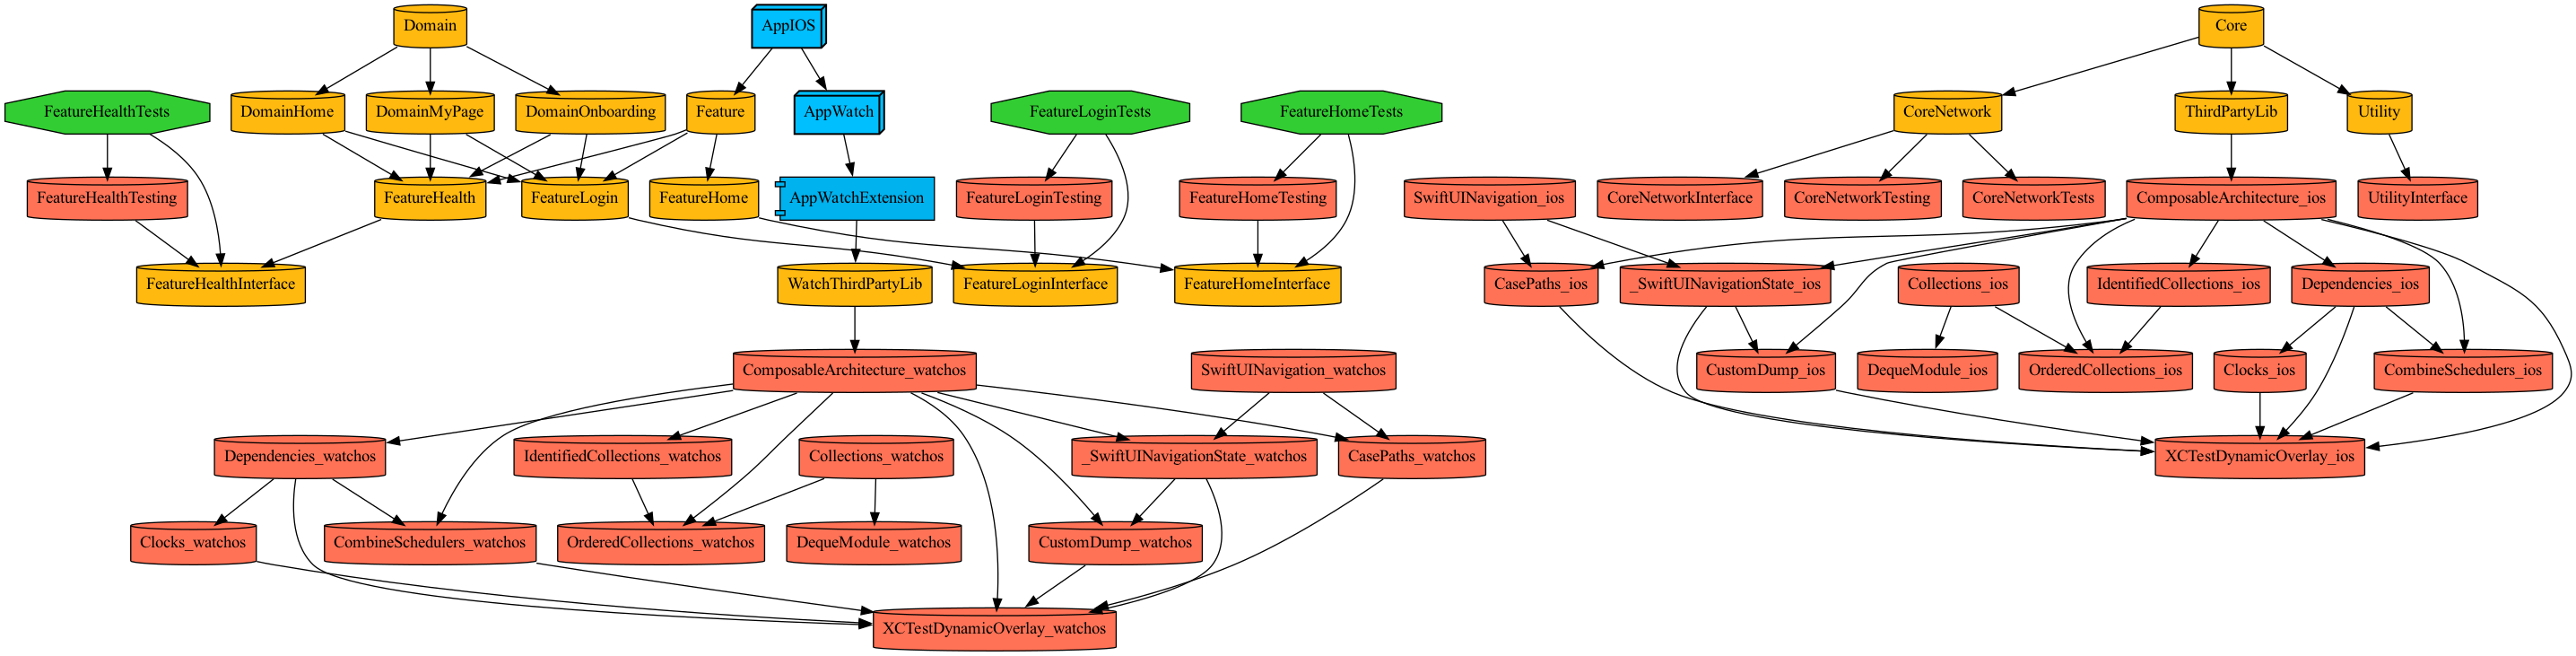 Domain
AppIOS
Core
FeatureHealthTests
DomainHome
DomainMyPage
DomainOnboarding
Feature
AppWatch
FeatureLoginTests
FeatureHomeTests
CoreNetwork
ThirdPartyLib
Utility
FeatureHealthTesting
FeatureHealth
FeatureLogin
FeatureHome
AppWatchExtension
FeatureLoginTesting
FeatureHomeTesting
SwiftUINavigation_ios
CoreNetworkInterface
CoreNetworkTesting
CoreNetworkTests
ComposableArchitecture_ios
UtilityInterface
FeatureHealthInterface
WatchThirdPartyLib
FeatureLoginInterface
FeatureHomeInterface
CasePaths_ios
_SwiftUINavigationState_ios
Collections_ios
IdentifiedCollections_ios
Dependencies_ios
ComposableArchitecture_watchos
SwiftUINavigation_watchos
CustomDump_ios
DequeModule_ios
OrderedCollections_ios
Clocks_ios
CombineSchedulers_ios
Dependencies_watchos
IdentifiedCollections_watchos
Collections_watchos
_SwiftUINavigationState_watchos
CasePaths_watchos
XCTestDynamicOverlay_ios
Clocks_watchos
CombineSchedulers_watchos
OrderedCollections_watchos
DequeModule_watchos
CustomDump_watchos
XCTestDynamicOverlay_watchos